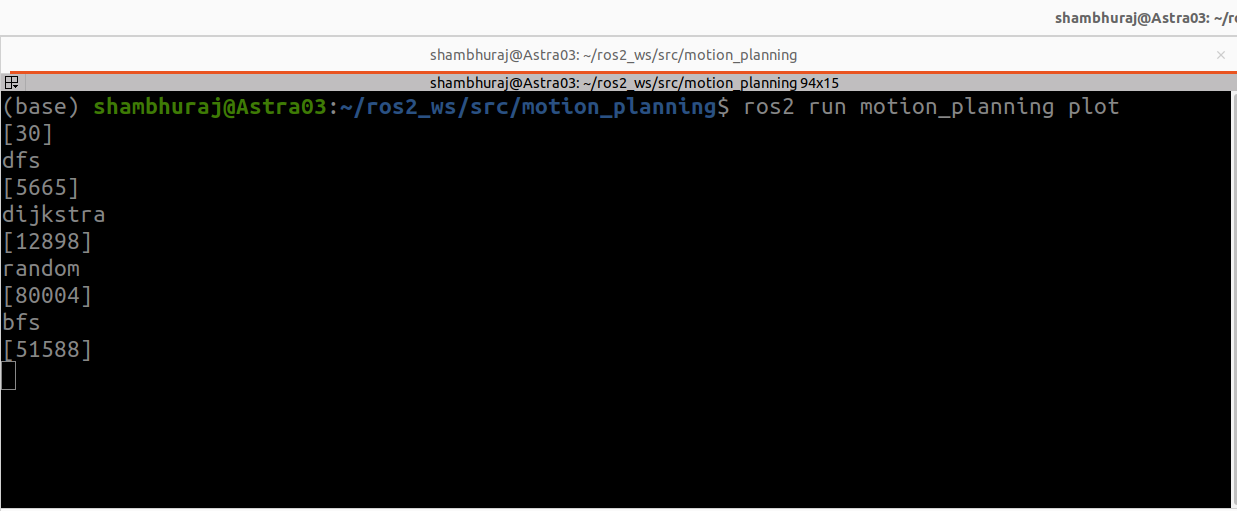 shambhuraj@Astra03: ~/ro
shambhuraj@Astra03: ~/ros2_ws/src/motion_planning
shambhuraj@Astra03: ~/ros2_ws/src/motion_planning 94x15
(base) shambhuraj@Astra03:~/ros2_ws/src/motion_planning$ ros2 run motion_planning plot
[30]
dfs
[5665]
dijkstra
[12898]
random
[80004]
bfs
[51588]